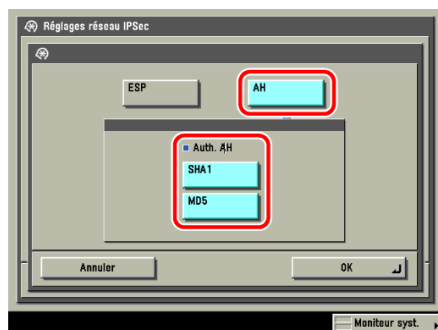 Réglages réseau IPSec
ESP
AH
Auth. AH
SHA1
MD5
Annuler
OK
Moniteur syst.